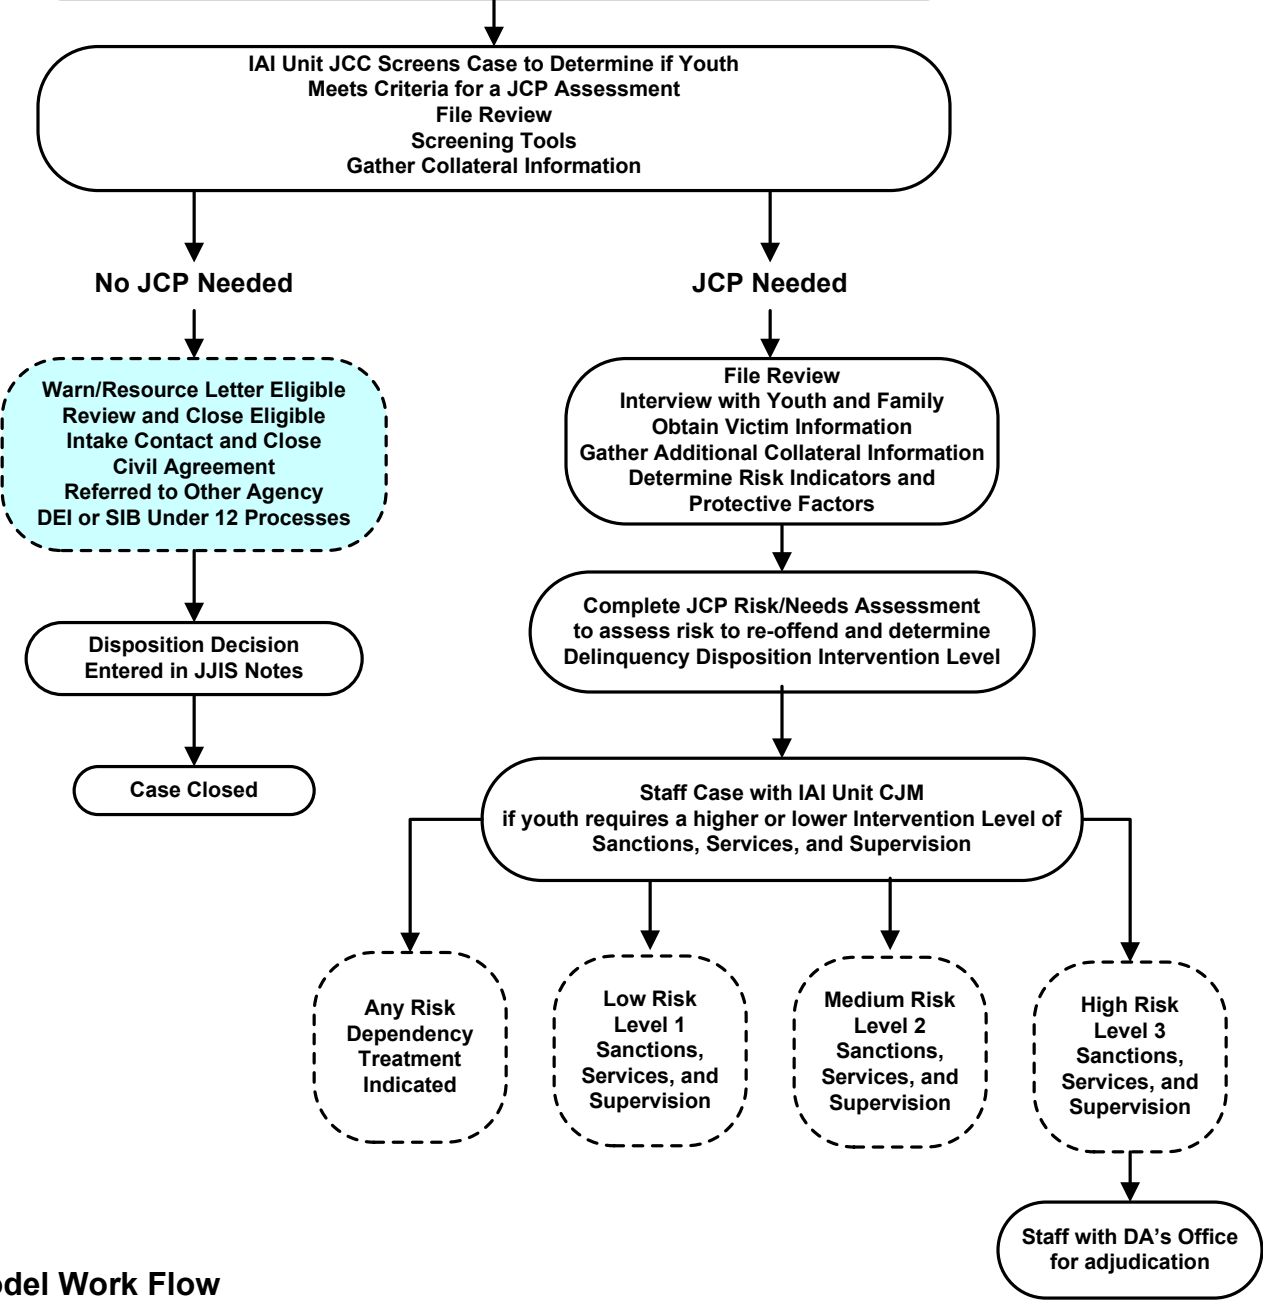 IAI Unit JCC Screens Case to Determine if Youth
Meets Criteria for a JCP Assessment
File Review
Screening Tools
Gather Collateral Information
No JCP Needed
JCP Needed
Warn/Resource Letter Eligible
Review and Close Eligible
Intake Contact and Close
Civil Agreement
Referred to Other Agency
DEI or SIB Under 12 Processes
File Review
Interview with Youth and Family
Obtain Victim Information
Gather Additional Collateral Information
Determine Risk Indicators and
Protective Factors
Disposition Decision
Entered in JJIS Notes
Complete JCP Risk/Needs Assessment
to assess risk to re-offend and determine
Delinquency Disposition Intervention Level
Case Closed
Staff Case with IAI Unit CJM
if youth requires a higher or lower Intervention Level of
Sanctions, Services, and Supervision
Any Risk
Dependency
Treatment
Indicated
Low Risk
Level 1
Sanctions,
Services, and
Supervision
Medium Risk
Level 2
Sanctions,
Services, and
Supervision
High Risk
Level 3
Sanctions,
Services, and
Supervision
Staff with DA's Office
for adjudication
odel Work Flow